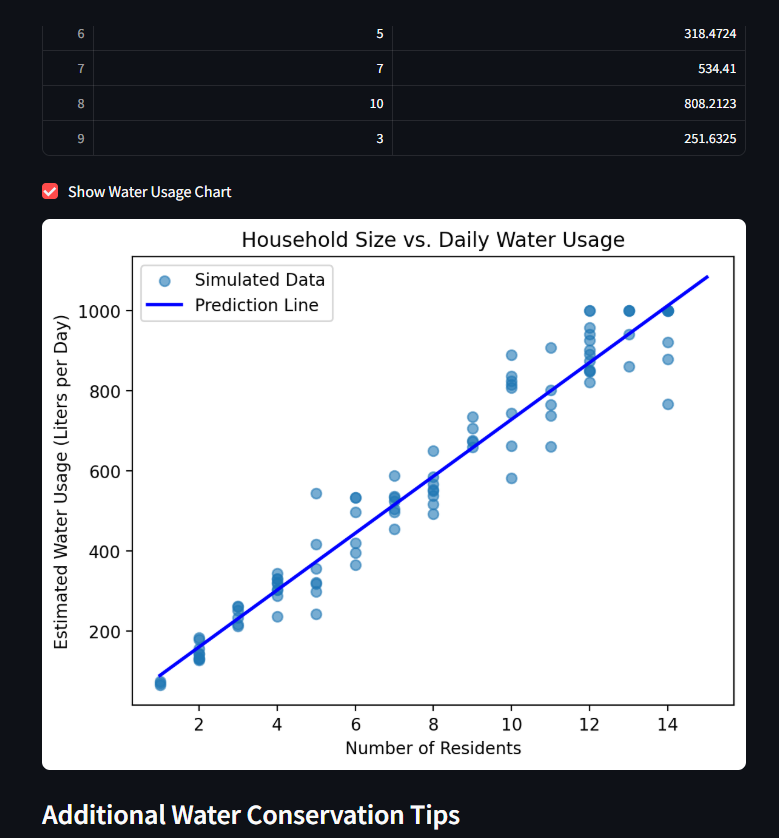 6 5 318.4724
7 7 534.41
8 10 808.2123
9 3 251.6325
Show Water Usage Chart
Household Size vs. Daily Water Usage
Simulated Data
Prediction Line
Estimated Water Usage (Liters per Day)
1000
800
600
400
200
2 4 6 8 10 12 14
Number of Residents
Additional Water Conservation Tips